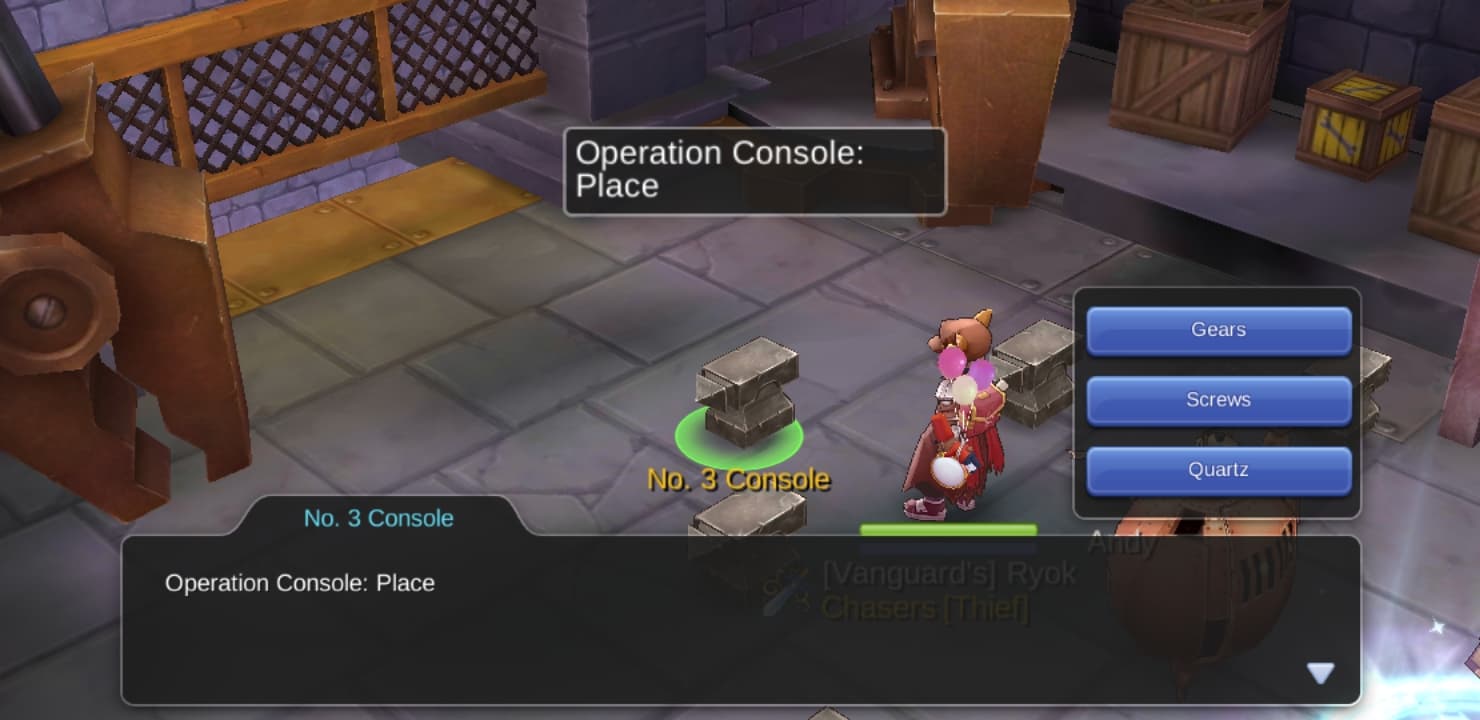 Operation Console:
Place
Gears
Screws
Quartz
No. 3 Console
No. 3 Console
Andy
Operation Console: Place
[Vanguard's] Ryok
Chasers [Thief]